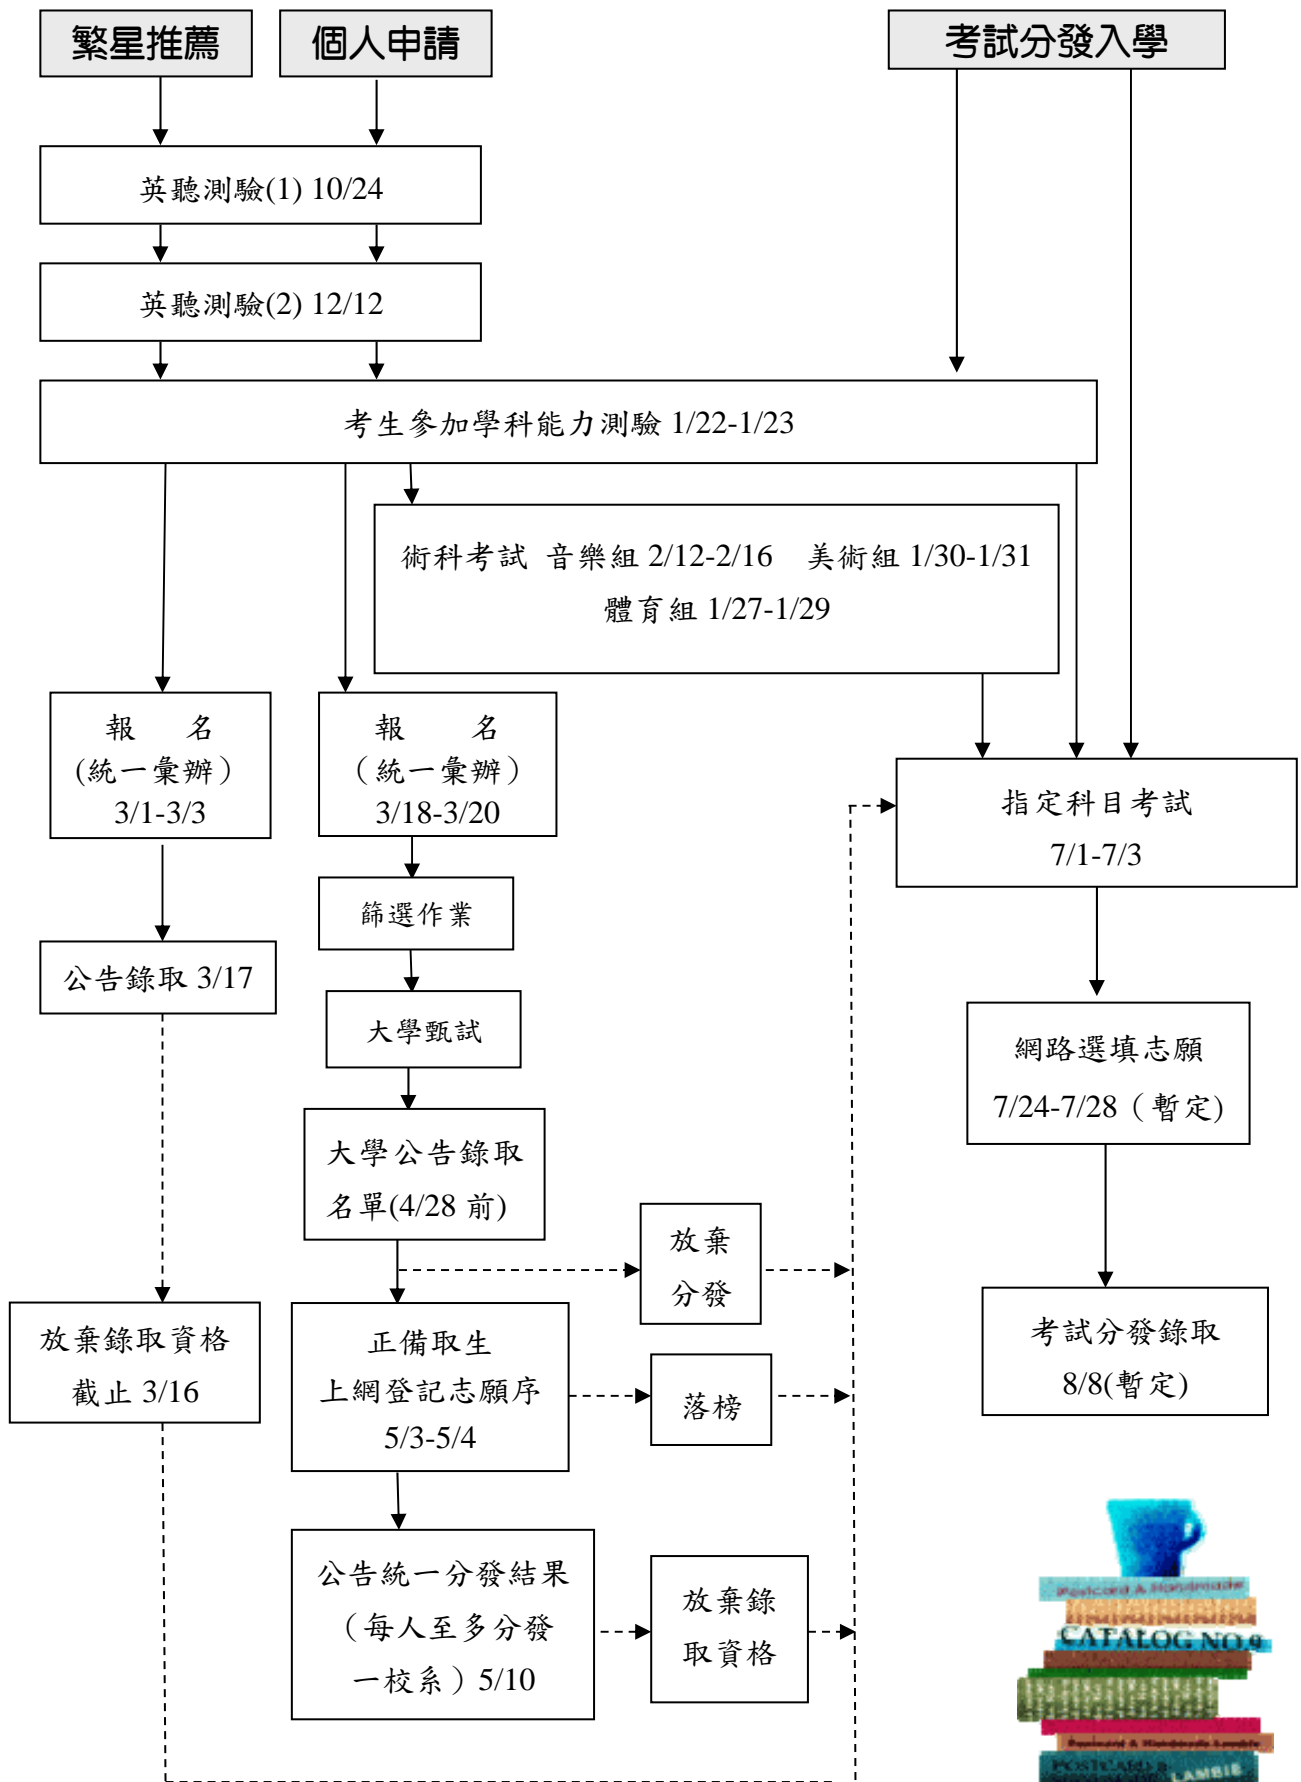 繁星推薦
個人申請
考試分發入學
英聽測驗(1) 10/24
英聽測驗(2) 12/12
考生參加學科能力測驗 1/22-1/23
術科考試 音樂組 2/12-2/16 美術組 1/30-1/31
體育組 1/27-1/29
報 名
(統一彙辦)
3/1-3/3
報 名
（統一彙辦）
3/18-3/20
指定科目考試
7/1-7/3
篩選作業
公告錄取 3/17
大學甄試
網路選填志願
7/24-7/28（暫定)
大學公告錄取
名單(4/28 前)
放棄
分發
放棄錄取資格
截止 3/16
正備取生
上網登記志願序
5/3-5/4
落榜
考試分發錄取
8/8(暫定)
公告統一分發結果
（每人至多分發
一校系）5/10
放棄錄
取資格
Postcard & Handmade
CATALOG NO.9
Postcard & Handmade Lambie
POSTCARD
LAMBIE